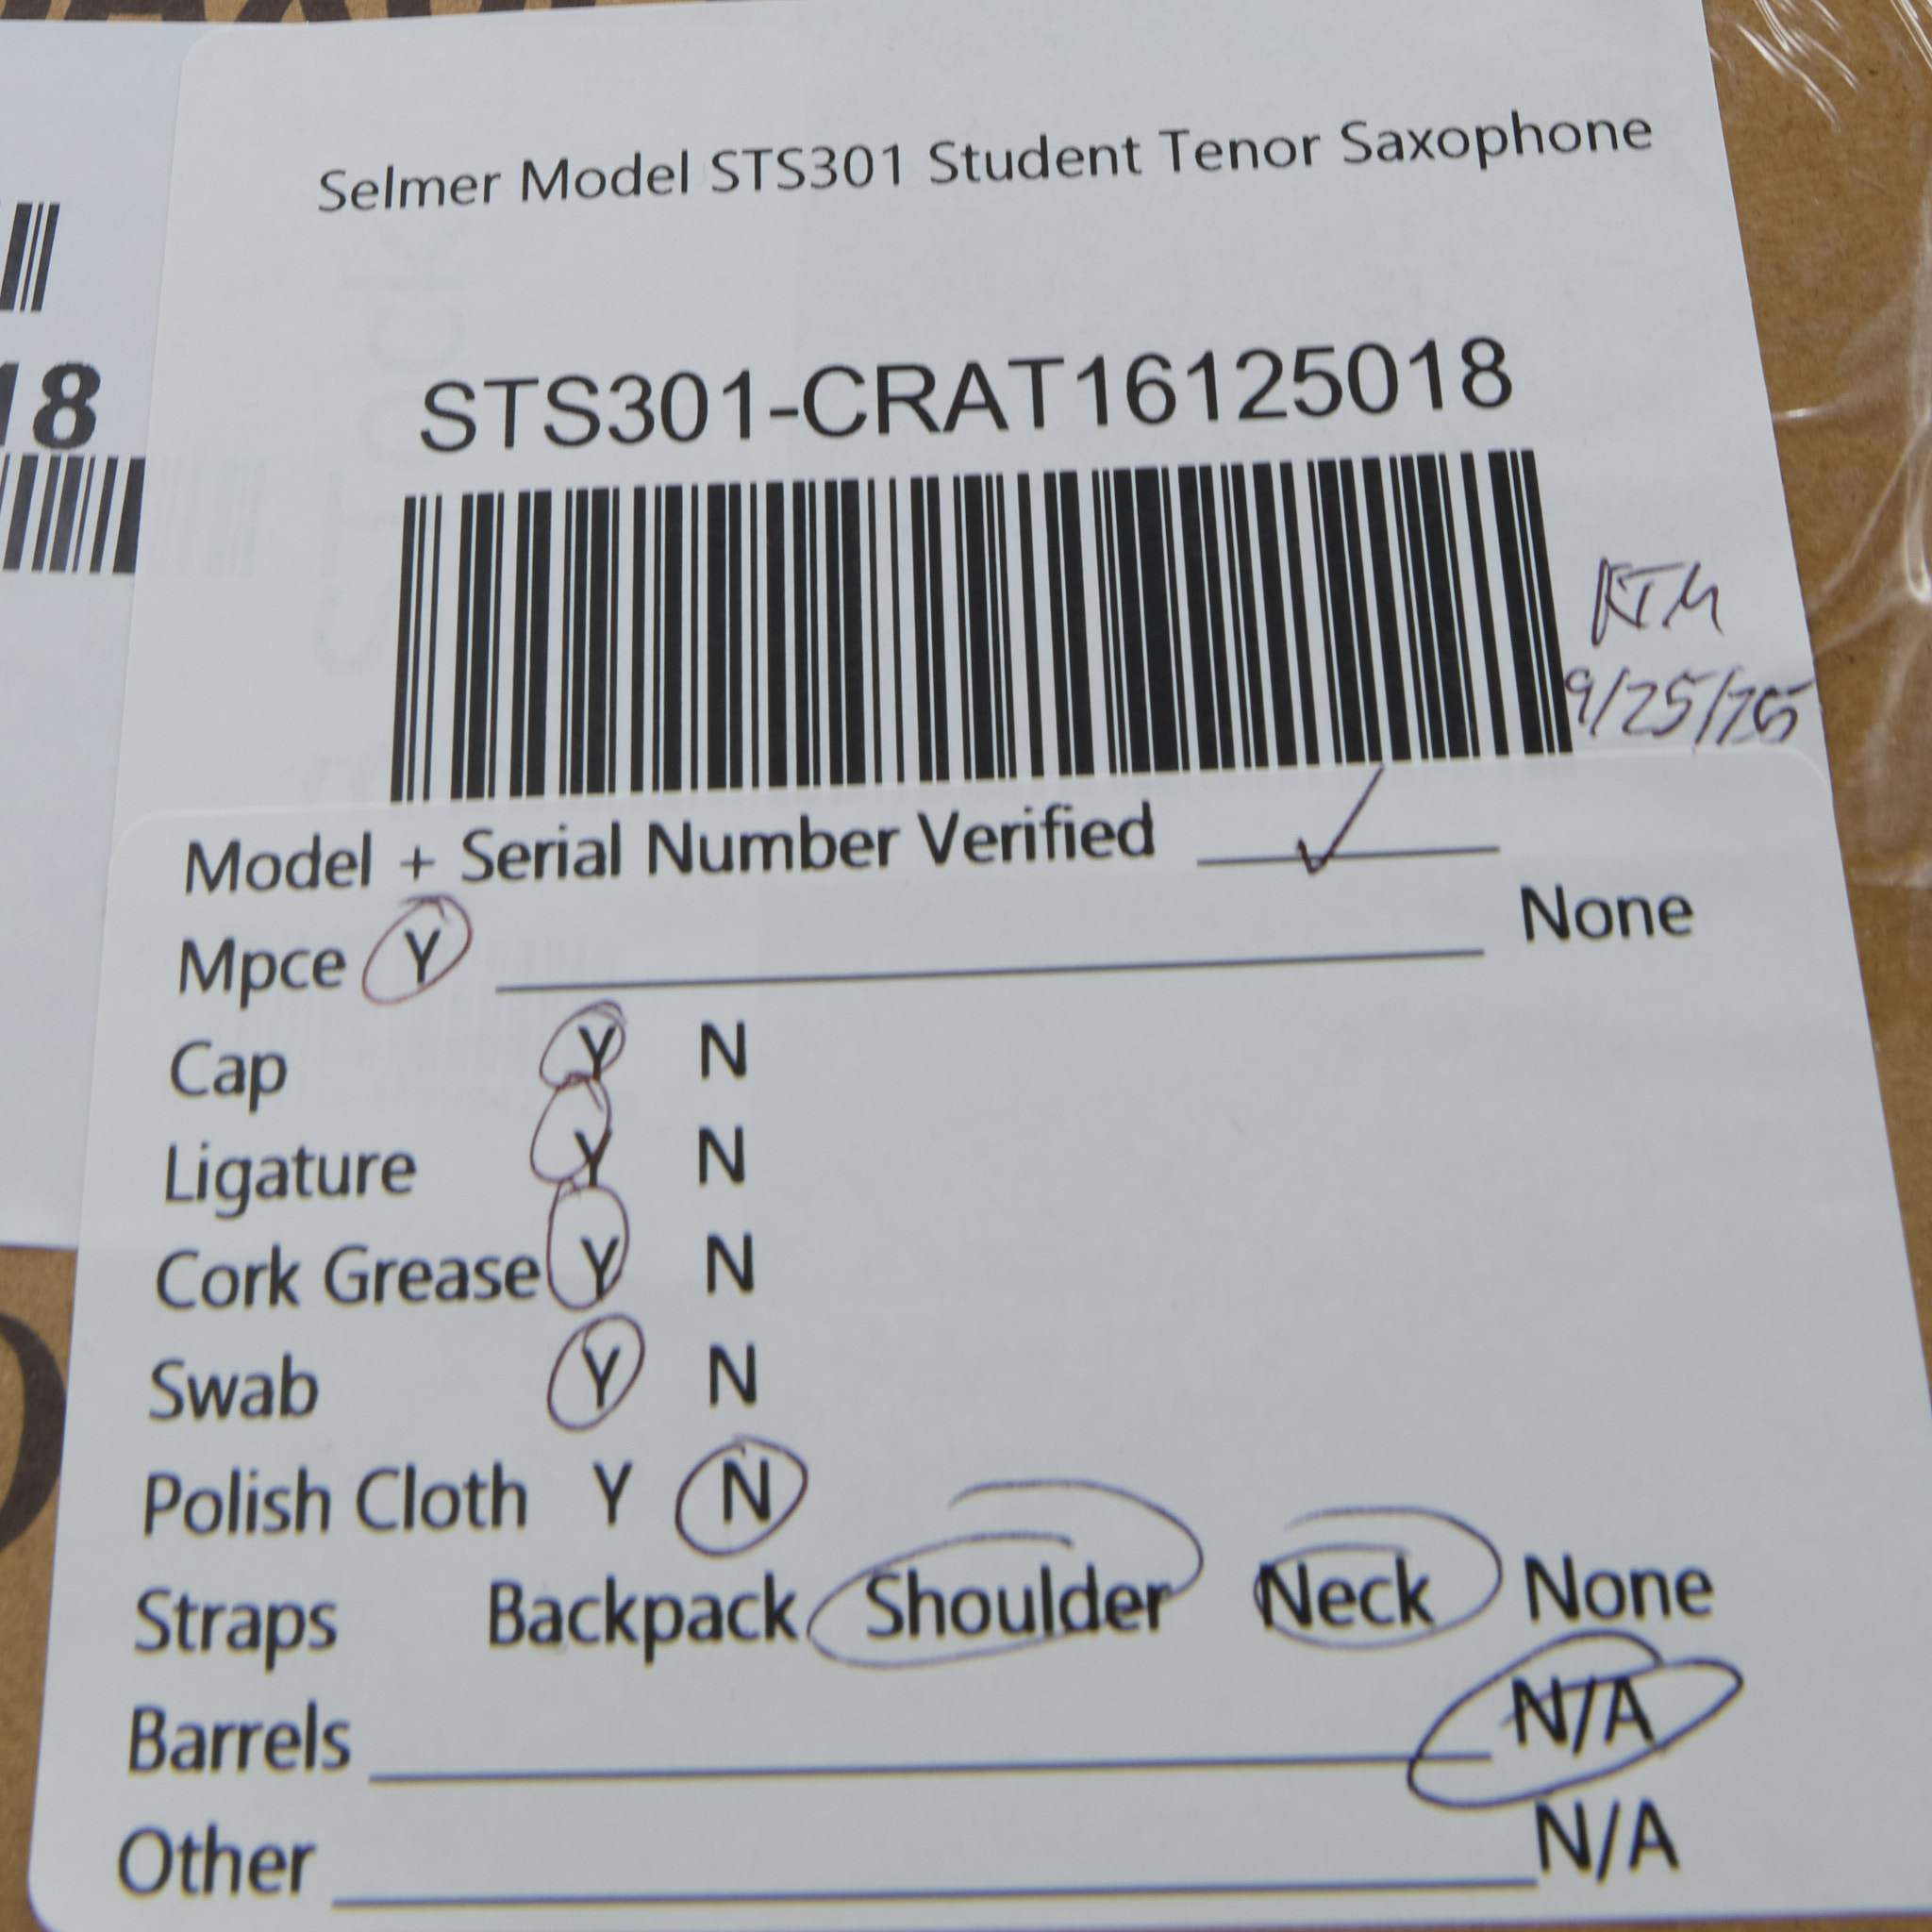 Selmer Model STS301 Student Tenor Saxophone
18
STS301-CRAT16125018
KTM
9/25/25
Model + Serial Number Verified ✓
Mpce Y None
Cap Y N
Ligature Y N
Cork Grease Y N
Swab Y N
Polish Cloth Y N
Straps Backpack Shoulder Neck None
Barrels N/A
Other N/A